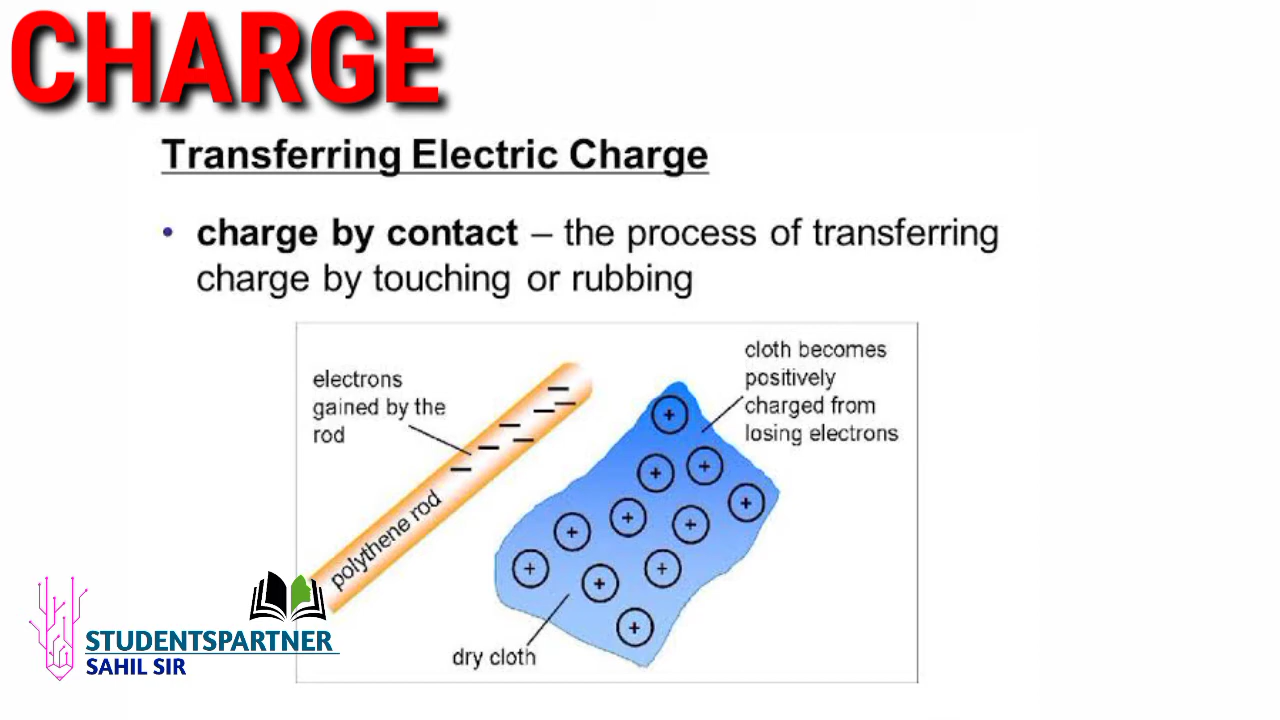 CHARGE
Transferring Electric Charge
• charge by contact – the process of transferring
charge by touching or rubbing
electrons
gained by the
rod
polythene rod
cloth becomes
positively
charged from
losing electrons
dry cloth
STUDENTSPARTNER
SAHIL SIR